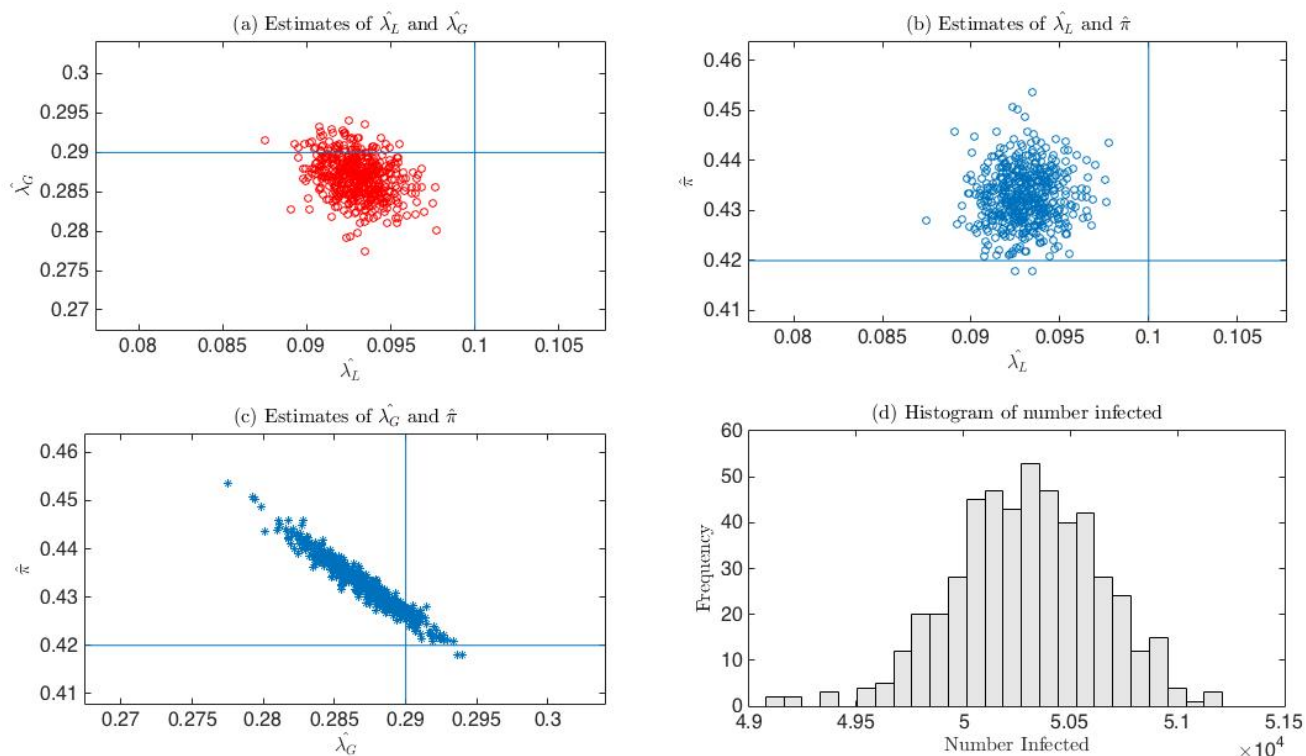 (a) Estimates of λ̂_L and λ̂_G
0.3
0.295
0.29
0.285
0.28
0.275
0.27
λ̂_G
0.08 0.085 0.09 0.095 0.1 0.105
λ̂_L
(b) Estimates of λ̂_L and π̂
0.46
0.45
0.44
0.43
0.42
0.41
π̂
0.08 0.085 0.09 0.095 0.1 0.105
λ̂_L
(c) Estimates of λ̂_G and π̂
0.46
0.45
0.44
0.43
0.42
0.41
π̂
0.27 0.275 0.28 0.285 0.29 0.295 0.3
λ̂_G
(d) Histogram of number infected
60
50
40
30
20
10
0
Frequency
4.9 4.95 5 5.05 5.1 5.15
×10⁴
Number Infected